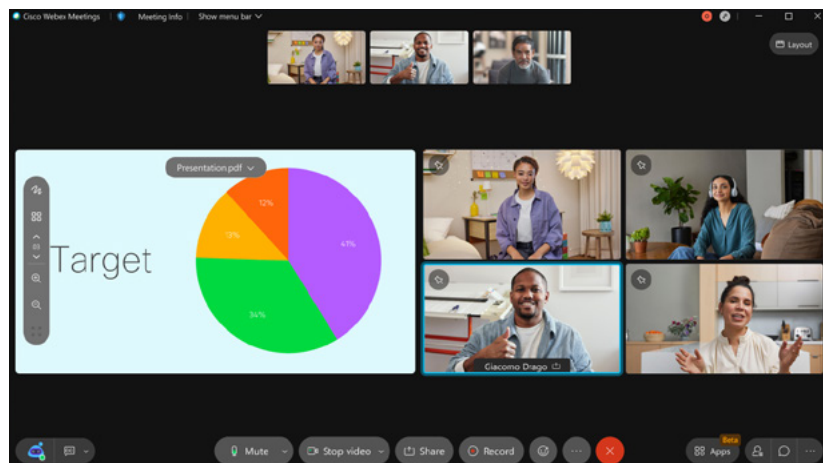 Cisco Webex Meetings
Meeting Info
Show menu bar
Layout
Presentation.pdf
12%
13%
41%
34%
Target
Giacomo Drago
Mute
Stop video
Share
Record
Beta
Apps